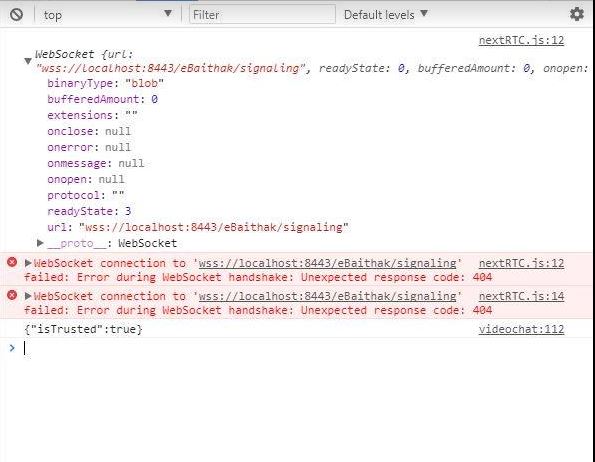 top ▼ Filter Default levels ▼
nextRTC.js:12
WebSocket {url:
"wss://localhost:8443/eBaithak/signaling", readyState: 0, bufferedAmount: 0, onopen:
binaryType: "blob"
bufferedAmount: 0
extensions: ""
onclose: null
onerror: null
onmessage: null
onopen: null
protocol: ""
readyState: 3
url: "wss://localhost:8443/eBaithak/signaling"
▶__proto__: WebSocket
▶WebSocket connection to 'wss://localhost:8443/eBaithak/signaling' nextRTC.js:12
failed: Error during WebSocket handshake: Unexpected response code: 404
▶WebSocket connection to 'wss://localhost:8443/eBaithak/signaling' nextRTC.js:14
failed: Error during WebSocket handshake: Unexpected response code: 404
{"isTrusted":true} videochat:112
>